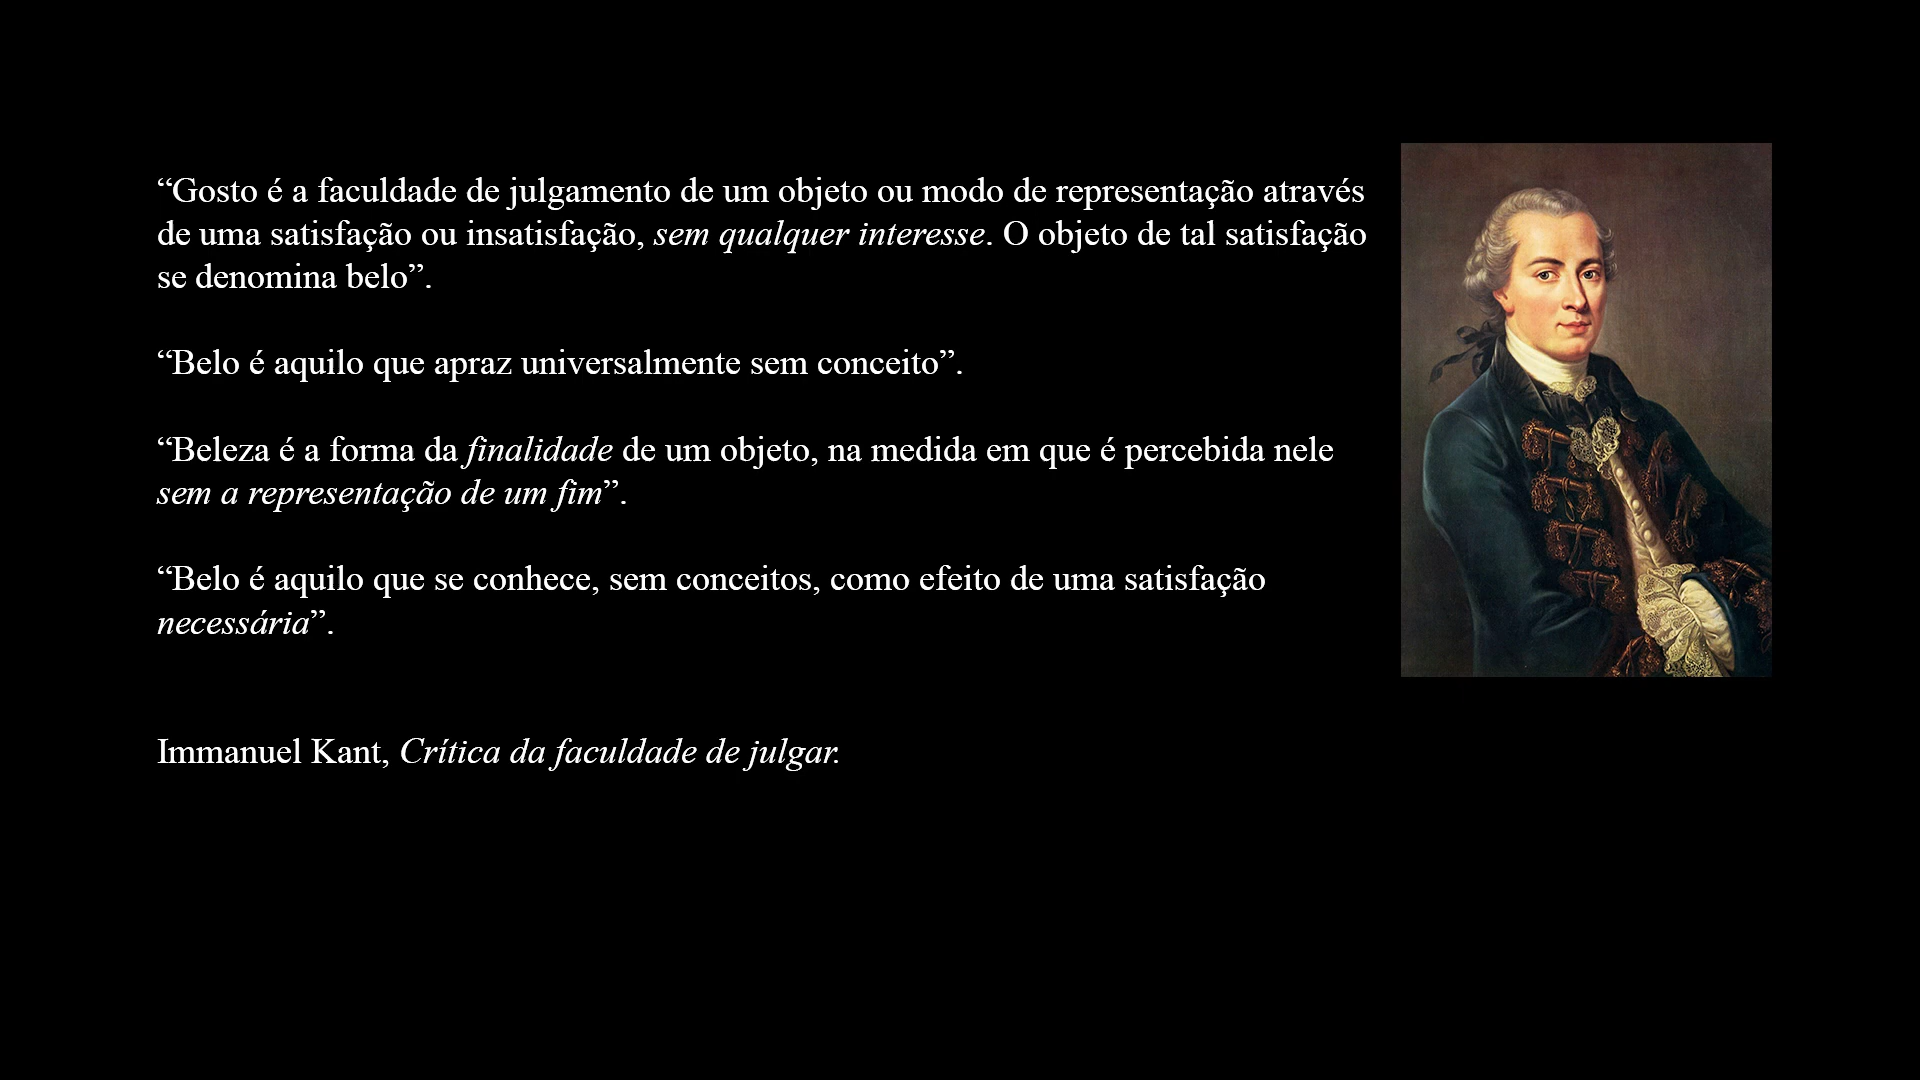 “Gosto é a faculdade de julgamento de um objeto ou modo de representação através
de uma satisfação ou insatisfação, sem qualquer interesse. O objeto de tal satisfação
se denomina belo”.
“Belo é aquilo que apraz universalmente sem conceito”.
“Beleza é a forma da finalidade de um objeto, na medida em que é percebida nele
sem a representação de um fim”.
“Belo é aquilo que se conhece, sem conceitos, como efeito de uma satisfação
necessária”.
Immanuel Kant, Crítica da faculdade de julgar.